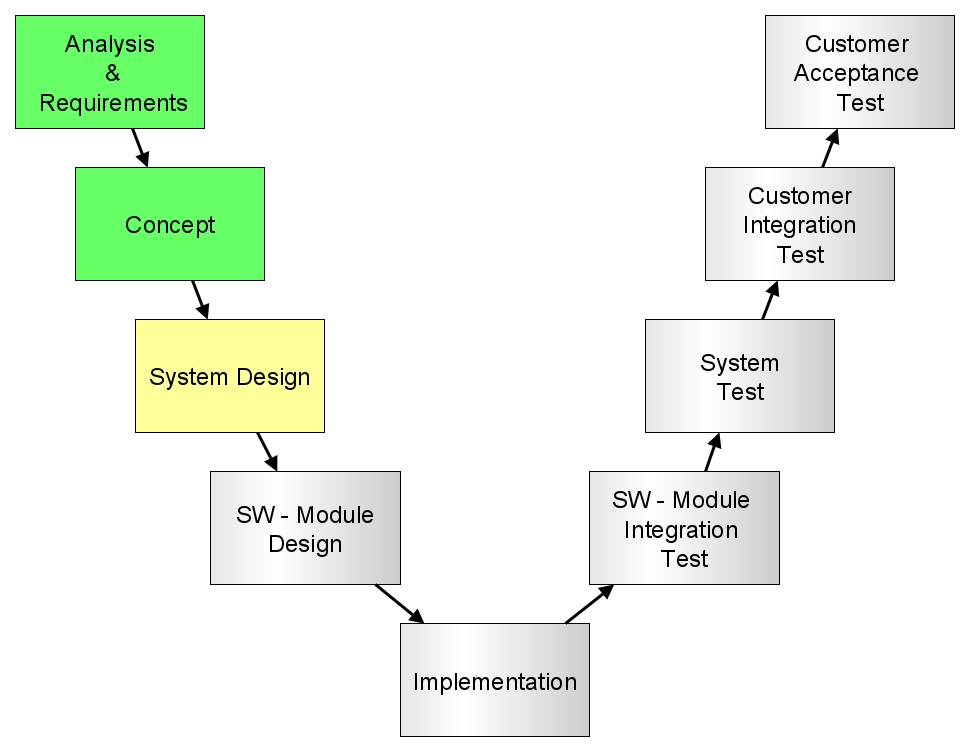 Analysis
&
Requirements
Concept
System Design
SW - Module
Design
Implementation
SW - Module
Integration
Test
System
Test
Customer
Integration
Test
Customer
Acceptance
Test